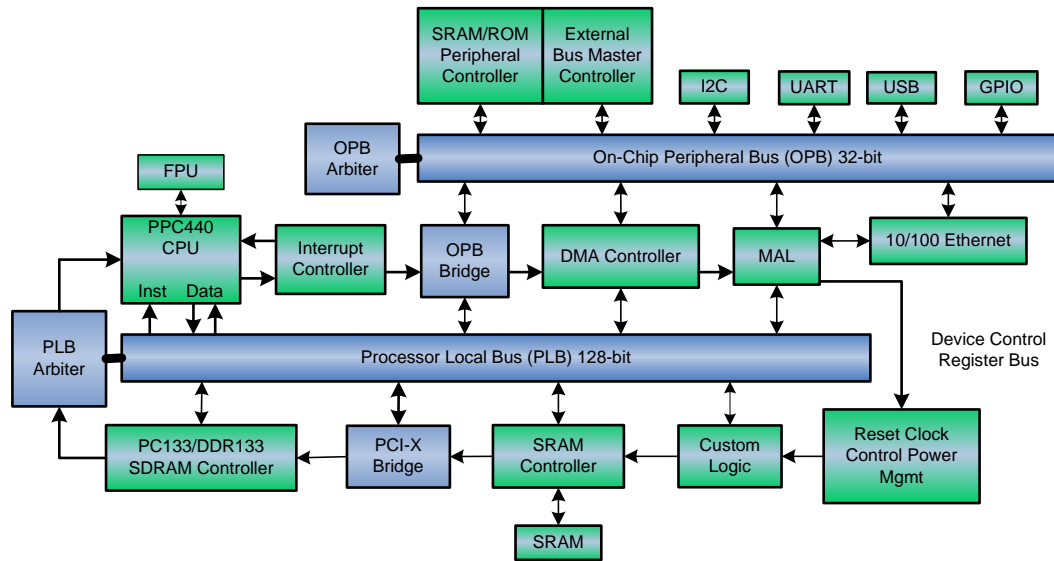 SRAM/ROM
Peripheral
Controller
External
Bus Master
Controller
I2C
UART
USB
GPIO
OPB
Arbiter
On-Chip Peripheral Bus (OPB) 32-bit
FPU
PPC440
CPU
Inst Data
Interrupt
Controller
OPB
Bridge
DMA Controller
MAL
10/100 Ethernet
PLB
Arbiter
Processor Local Bus (PLB) 128-bit
Device Control
Register Bus
PC133/DDR133
SDRAM Controller
PCI-X
Bridge
SRAM
Controller
Custom
Logic
Reset Clock
Control Power
Mgmt
SRAM